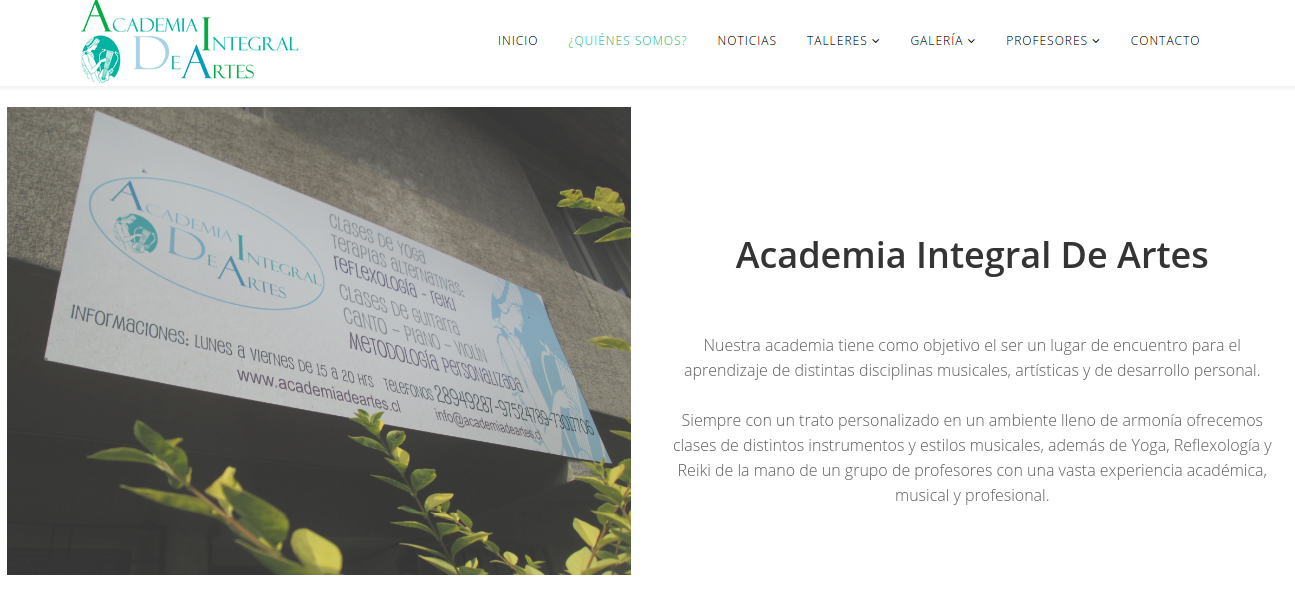 ACADEMIA INTEGRAL
DE ARTES
INICIO
¿QUIÉNES SOMOS?
NOTICIAS
TALLERES
GALERÍA
PROFESORES
CONTACTO
ACADEMIA INTEGRAL
DE ARTES
CLASES DE YOGA
TERAPIAS ALTERNATIVAS:
REFLEXOLOGÍA - REIKI
CLASES DE GUITARRA
CANTO - PIANO - VIOLIN
METODOLOGÍA PERSONALIZADA
INFORMACIONES: LUNES A VIERNES DE 15 A 20 HRS TELEFONOS 28949287-97524789-73017706
www.academiadeartes.cl
info@academiadeartes.cl
Academia Integral De Artes
Nuestra academia tiene como objetivo el ser un lugar de encuentro para el
aprendizaje de distintas disciplinas musicales, artísticas y de desarrollo personal.
Siempre con un trato personalizado en un ambiente lleno de armonía ofrecemos
clases de distintos instrumentos y estilos musicales, además de Yoga, Reflexología y
Reiki de la mano de un grupo de profesores con una vasta experiencia académica,
musical y profesional.